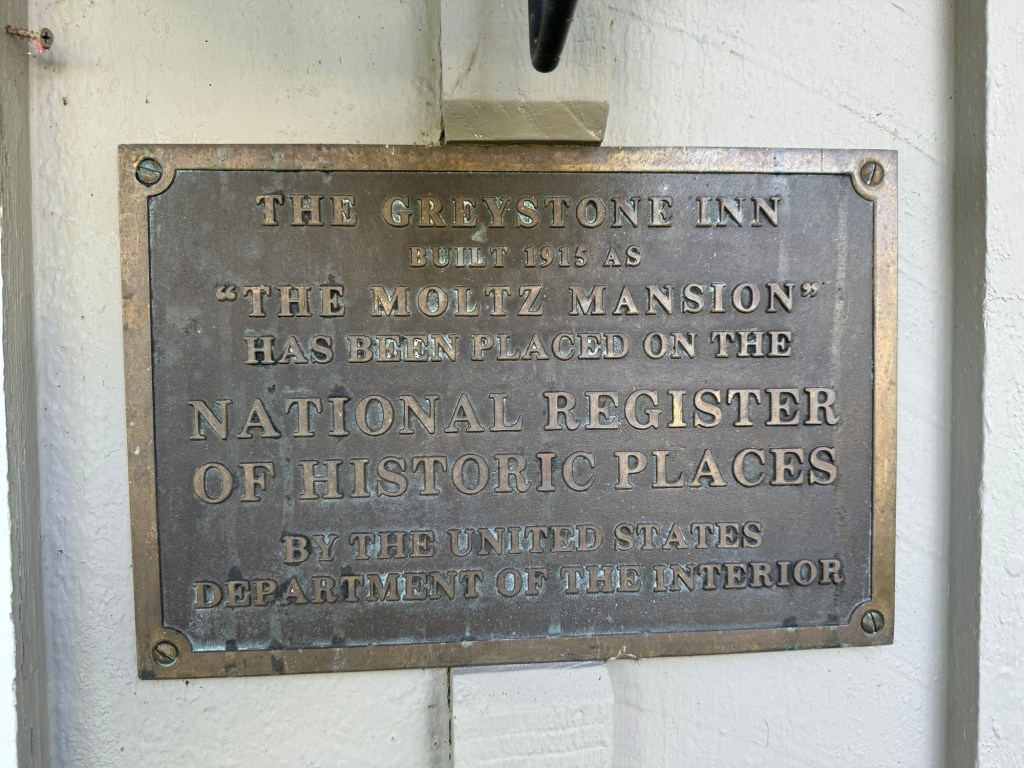 THE GREYSTONE INN
BUILT 1915 AS
“THE MOLTZ MANSION”
HAS BEEN PLACED ON THE
NATIONAL REGISTER
OF HISTORIC PLACES
BY THE UNITED STATES
DEPARTMENT OF THE INTERIOR